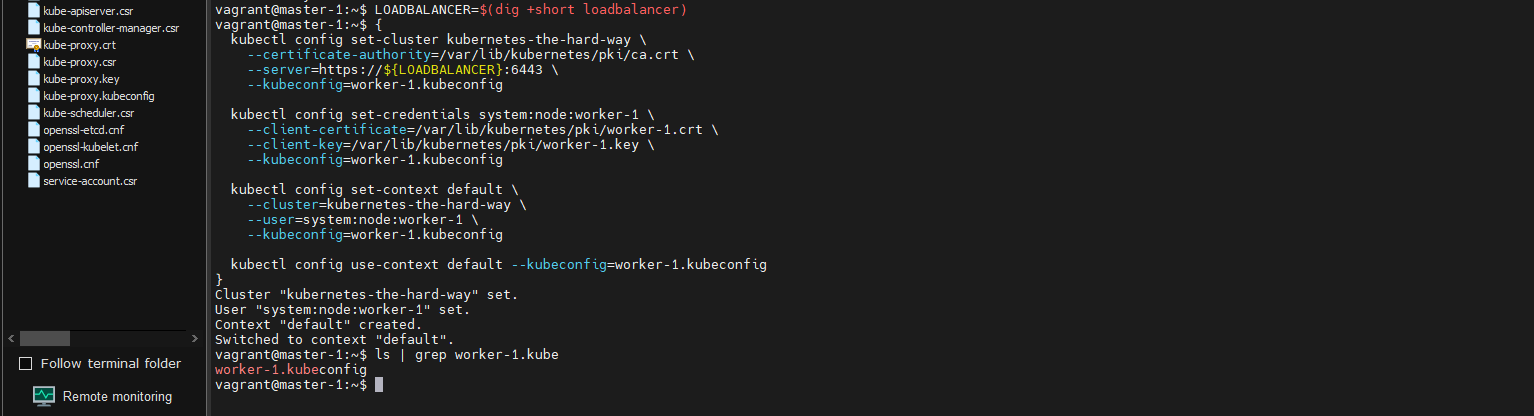 kube-apiserver.csr
kube-controller-manager.csr
kube-proxy.crt
kube-proxy.csr
kube-proxy.key
kube-proxy.kubeconfig
kube-scheduler.csr
openssl-etcd.cnf
openssl-kubelet.cnf
openssl.cnf
service-account.csr
Follow terminal folder
Remote monitoring
vagrant@master-1:~$ LOADBALANCER=$(dig +short loadbalancer)
vagrant@master-1:~$ {
  kubectl config set-cluster kubernetes-the-hard-way \
    --certificate-authority=/var/lib/kubernetes/pki/ca.crt \
    --server=https://${LOADBALANCER}:6443 \
    --kubeconfig=worker-1.kubeconfig

  kubectl config set-credentials system:node:worker-1 \
    --client-certificate=/var/lib/kubernetes/pki/worker-1.crt \
    --client-key=/var/lib/kubernetes/pki/worker-1.key \
    --kubeconfig=worker-1.kubeconfig

  kubectl config set-context default \
    --cluster=kubernetes-the-hard-way \
    --user=system:node:worker-1 \
    --kubeconfig=worker-1.kubeconfig

  kubectl config use-context default --kubeconfig=worker-1.kubeconfig
}
Cluster "kubernetes-the-hard-way" set.
User "system:node:worker-1" set.
Context "default" created.
Switched to context "default".
vagrant@master-1:~$ ls | grep worker-1.kube
worker-1.kubeconfig
vagrant@master-1:~$